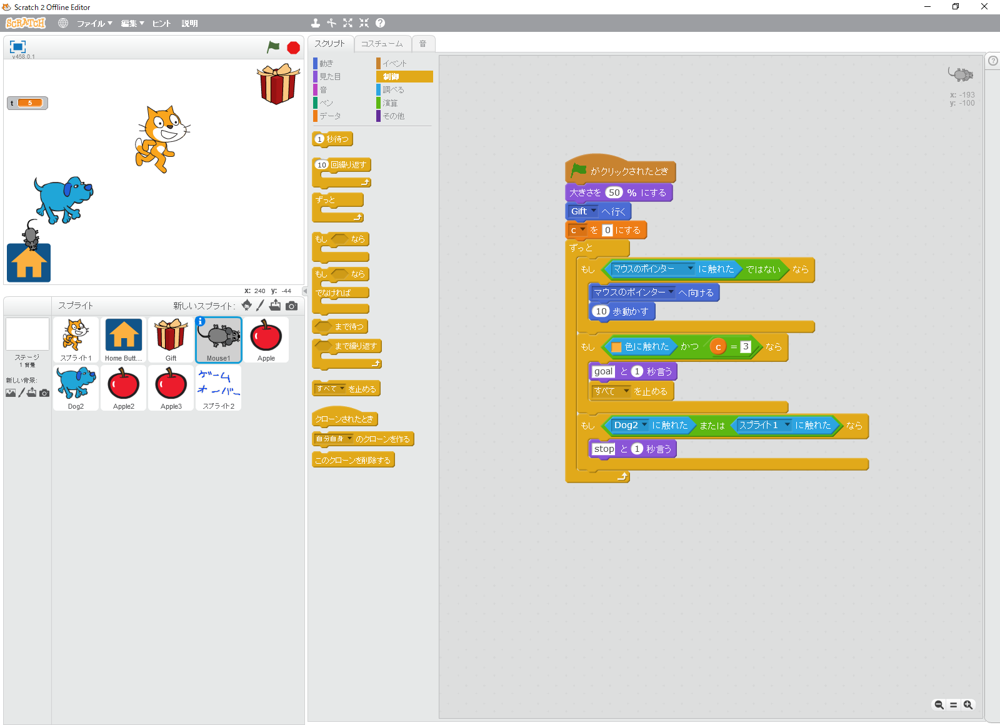 Scratch 2 Offline Editor
SCRATCH ファイル 編集 ヒント 説明
v458.0.1
t 5
x: 240 y: -44
スプライト 新しいスプライト:
ステージ
1 背景
新しい背景:
スプライト1 Home Butt... Gift Mouse1 Apple
ゲーム
オーバー
Dog2 Apple2 Apple3 スプライト2
スクリプト コスチューム 音
動き イベント
見た目 制御
音 調べる
ペン 演算
データ その他
1 秒待つ
10 回繰り返す
ずっと
もし なら
もし なら
でなければ
まで待つ
まで繰り返す
すべて を止める
クローンされたとき
自分自身 のクローンを作る
このクローンを削除する
x: -193
y: -100
がクリックされたとき
大きさを 50 % にする
Gift へ行く
c を 0 にする
ずっと
もし マウスのポインター に触れた ではない なら
マウスのポインター へ向ける
10 歩動かす
もし 色に触れた かつ c = 3 なら
goal と 1 秒言う
すべて を止める
もし Dog2 に触れた または スプライト1 に触れた なら
stop と 1 秒言う